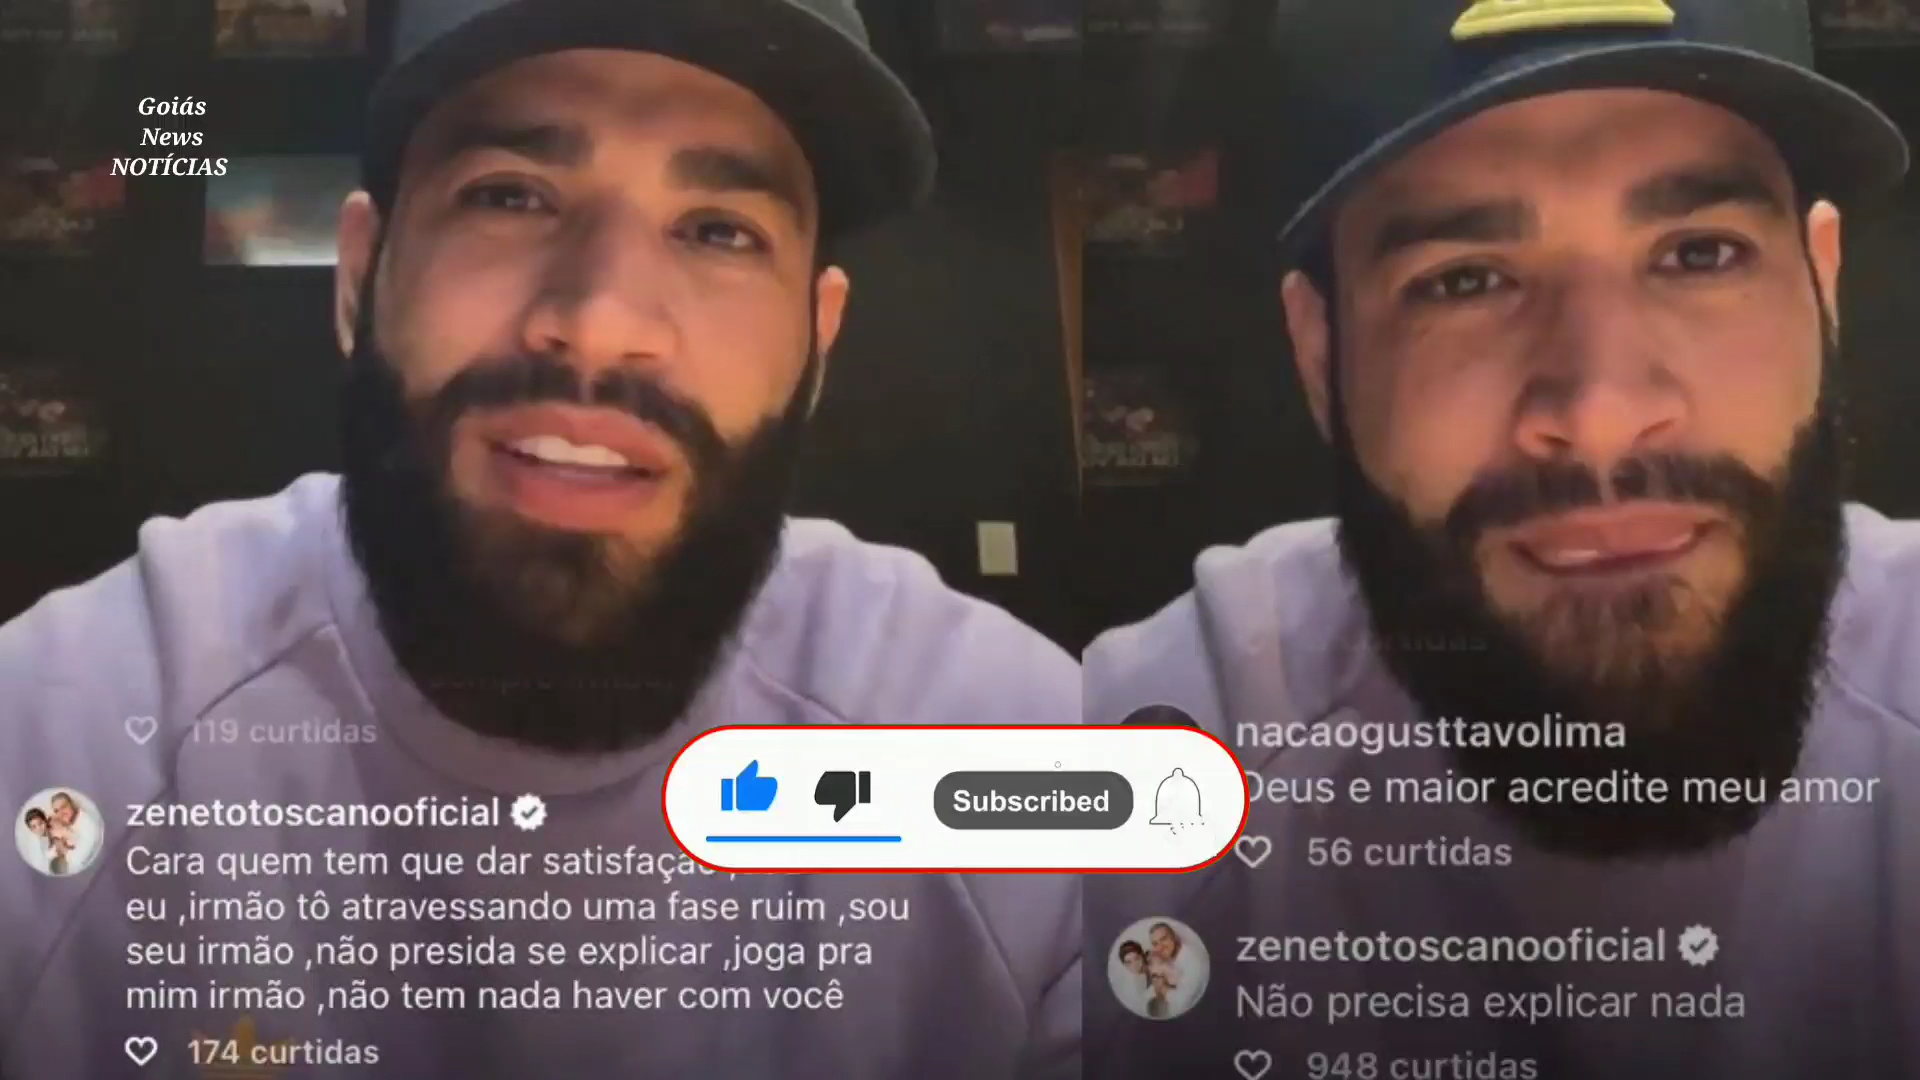 Goiás
News
NOTÍCIAS
119 curtidas
zenetotoscanooficial
Cara quem tem que dar satisfaçã
eu ,irmão tô atravessando uma fase ruim ,sou
seu irmão ,não presida se explicar ,joga pra
mim irmão ,não tem nada haver com você
174 curtidas
Subscribed
nacaogusttavolima
Deus e maior acredite meu amor
56 curtidas
zenetotoscanooficial
Não precisa explicar nada
948 curtidas